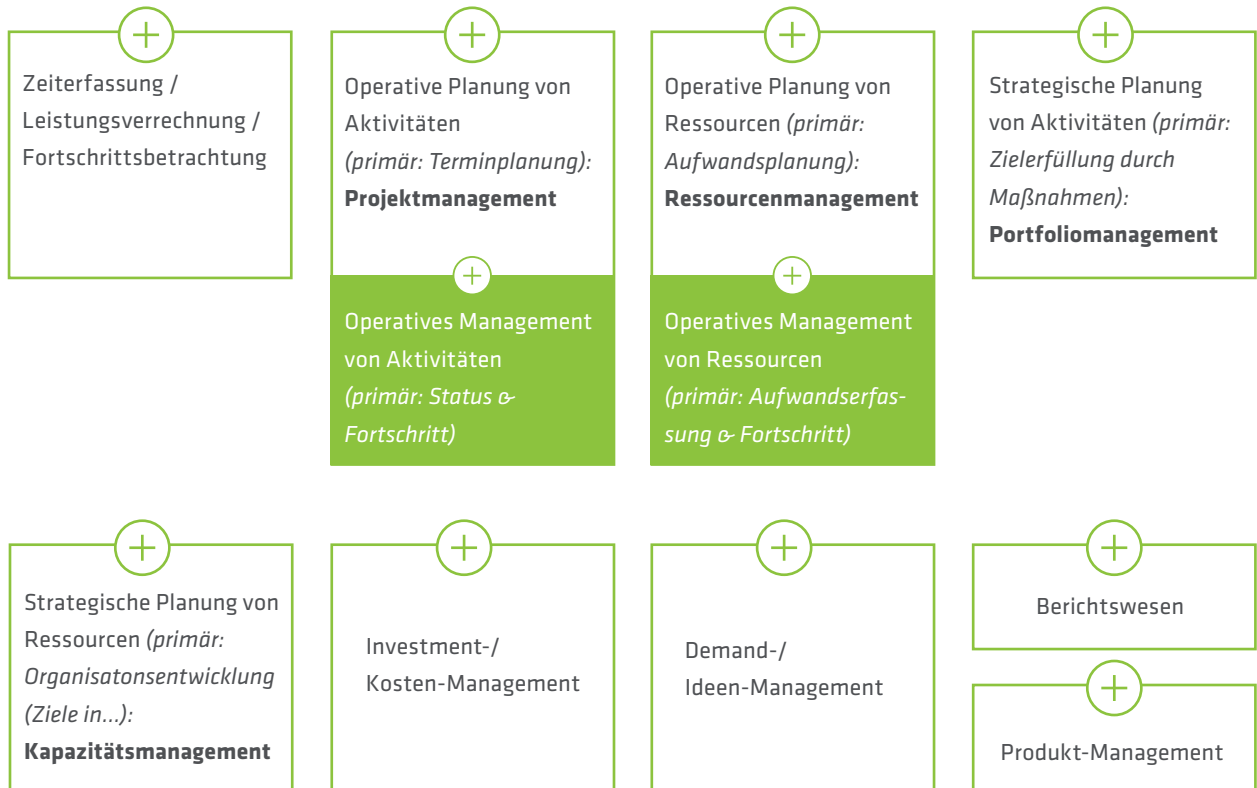 Zeiterfassung /
Leistungsverrechnung /
Fortschrittsbetrachtung
Operative Planung von
Aktivitäten
(primär: Terminplanung):
Projektmanagement
Operatives Management
von Aktivitäten
(primär: Status &
Fortschritt)
Operative Planung von
Ressourcen (primär:
Aufwandsplanung):
Ressourcenmanagement
Operatives Management
von Ressourcen
(primär: Aufwandserfas-
sung & Fortschritt)
Strategische Planung
von Aktivitäten (primär:
Zielerfüllung durch
Maßnahmen):
Portfoliomanagement
Strategische Planung von
Ressourcen (primär:
Organisatonsentwicklung
(Ziele in...):
Kapazitätsmanagement
Investment-/
Kosten-Management
Demand-/
Ideen-Management
Berichtswesen
Produkt-Management